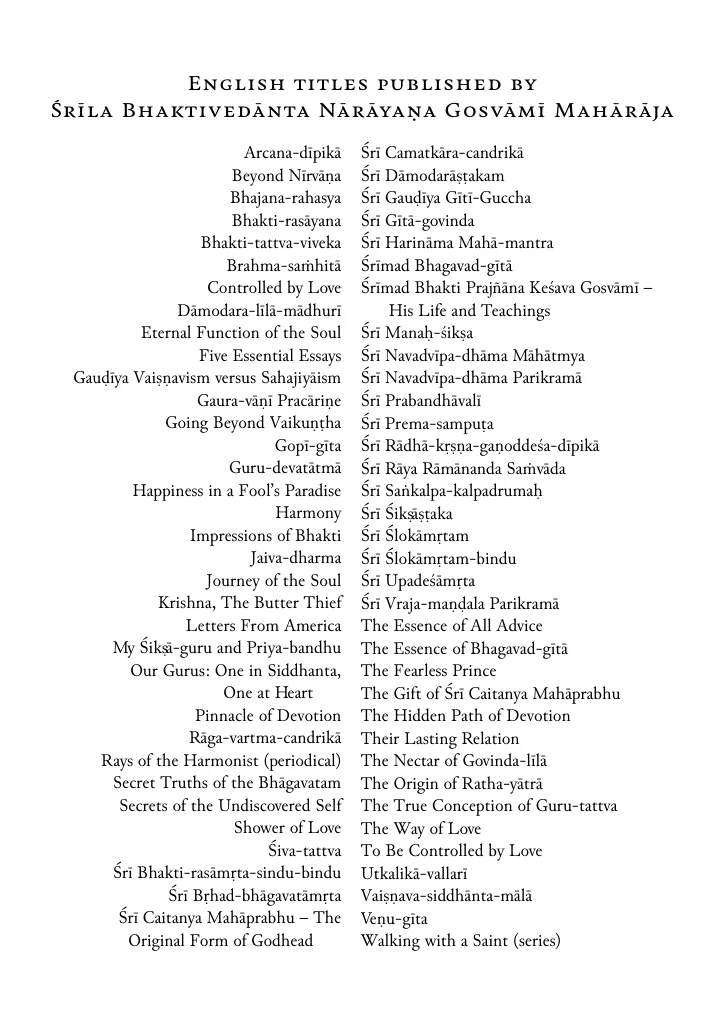 English titles published by
Śrīla Bhaktivedānta Nārāyaṇa Gosvāmī Mahārāja
Arcana-dīpikā
Beyond Nīrvāṇa
Bhajana-rahasya
Bhakti-rasāyana
Bhakti-tattva-viveka
Brahma-saṁhitā
Controlled by Love
Dāmodara-līlā-mādhurī
Eternal Function of the Soul
Five Essential Essays
Gauḍīya Vaiṣṇavism versus Sahajiyāism
Gaura-vāṇī Pracāriṇe
Going Beyond Vaikuṇṭha
Gopī-gīta
Guru-devatātmā
Happiness in a Fool's Paradise
Harmony
Impressions of Bhakti
Jaiva-dharma
Journey of the Soul
Krishna, The Butter Thief
Letters From America
My Śikṣā-guru and Priya-bandhu
Our Gurus: One in Siddhanta,
One at Heart
Pinnacle of Devotion
Rāga-vartma-candrikā
Rays of the Harmonist (periodical)
Secret Truths of the Bhāgavatam
Secrets of the Undiscovered Self
Shower of Love
Śiva-tattva
Śrī Bhakti-rasāmṛta-sindu-bindu
Śrī Bṛhad-bhāgavatāmṛta
Śrī Caitanya Mahāprabhu – The
Original Form of Godhead
Śrī Camatkāra-candrikā
Śrī Dāmodarāṣṭakam
Śrī Gauḍīya Gītī-Guccha
Śrī Gītā-govinda
Śrī Harināma Mahā-mantra
Śrīmad Bhagavad-gītā
Śrīmad Bhakti Prajñāna Keśava Gosvāmī –
His Life and Teachings
Śrī Manaḥ-śikṣa
Śrī Navadvīpa-dhāma Māhātmya
Śrī Navadvīpa-dhāma Parikramā
Śrī Prabandhāvalī
Śrī Prema-sampuṭa
Śrī Rādhā-kṛṣṇa-gaṇoddeśa-dīpikā
Śrī Rāya Rāmānanda Saṁvāda
Śrī Saṅkalpa-kalpadrumaḥ
Śrī Śikṣāṣṭaka
Śrī Ślokāmṛtam
Śrī Ślokāmṛtam-bindu
Śrī Upadeśāmṛta
Śrī Vraja-maṇḍala Parikramā
The Essence of All Advice
The Essence of Bhagavad-gītā
The Fearless Prince
The Gift of Śrī Caitanya Mahāprabhu
The Hidden Path of Devotion
Their Lasting Relation
The Nectar of Govinda-līlā
The Origin of Ratha-yātrā
The True Conception of Guru-tattva
The Way of Love
To Be Controlled by Love
Utkalikā-vallarī
Vaiṣṇava-siddhānta-mālā
Veṇu-gīta
Walking with a Saint (series)